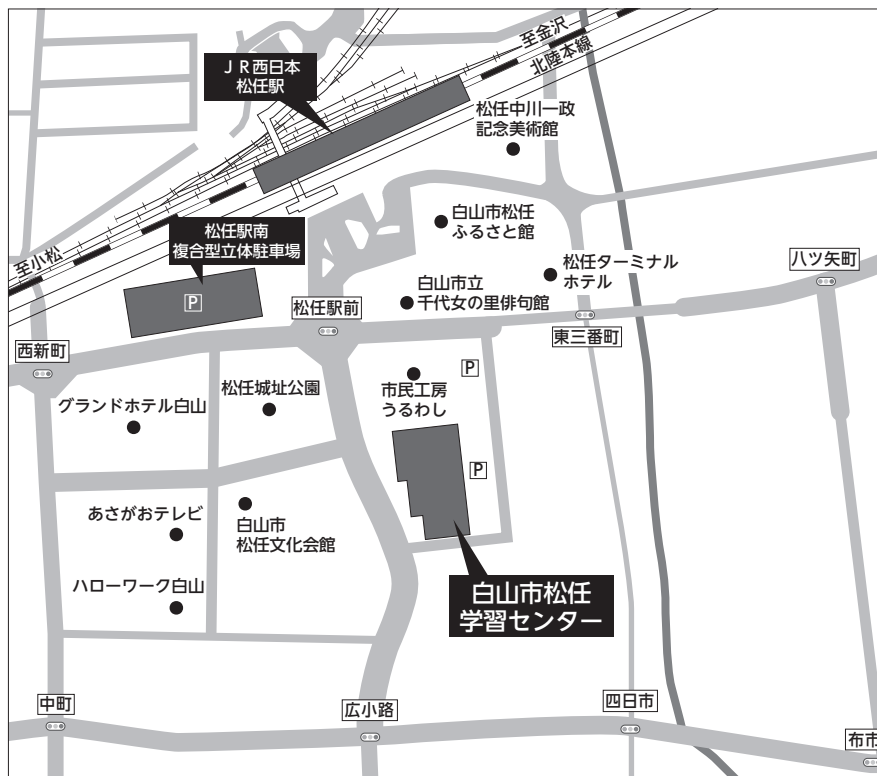 至金沢
北陸本線
JR西日本
松任駅
松任中川一政
記念美術館
白山市松任
ふるさと館
松任駅南
複合型立体駐車場
至小松
松任ターミナル
ホテル
八ツ矢町
白山市立
千代女の里俳句館
P
松任駅前
東三番町
西新町
P
市民工房
うるわし
松任城址公園
グランドホテル白山
P
あさがおテレビ
白山市
松任文化会館
ハローワーク白山
白山市松任
学習センター
中町
広小路
四日市
布市